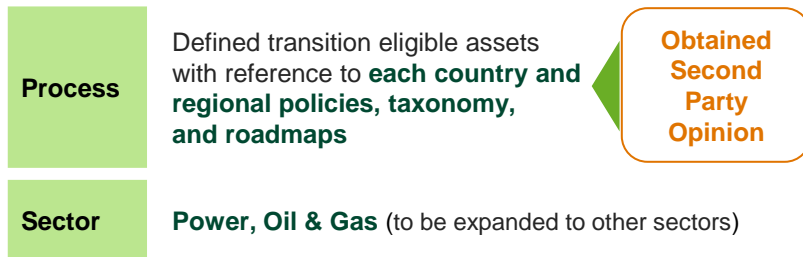 Process
Defined transition eligible assets
with reference to each country and
regional policies, taxonomy,
and roadmaps
Obtained
Second
Party
Opinion
Sector
Power, Oil & Gas (to be expanded to other sectors)